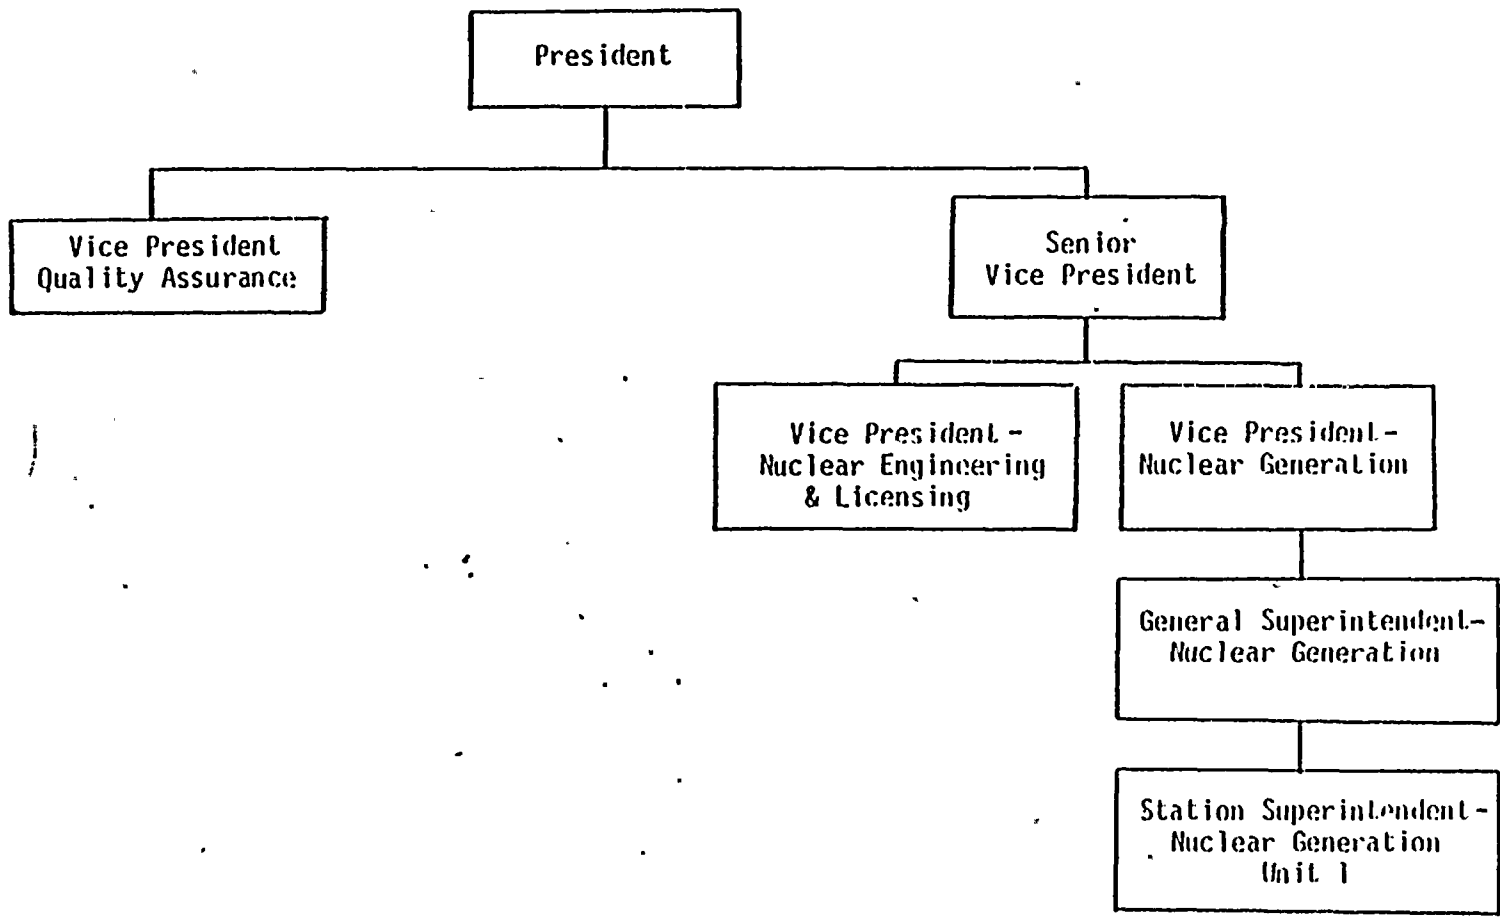 President
Vice President
Quality Assurance
Senior
Vice President
Vice President-
Nuclear Engineering
& Licensing
Vice President-
Nuclear Generation
General Superintendent-
Nuclear Generation
Station Superintendent-
Nuclear Generation
Unit 1